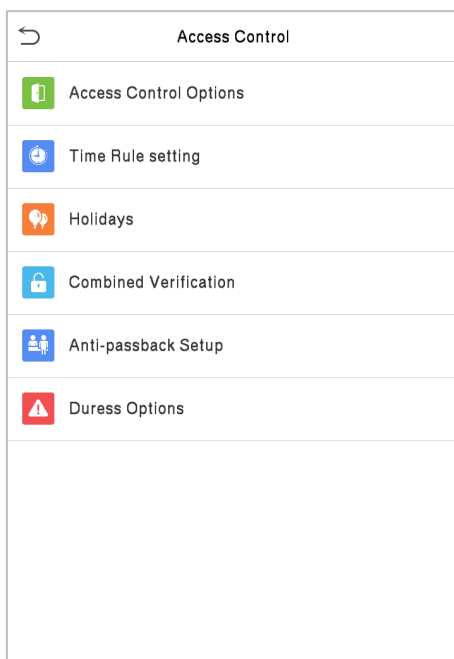 Access Control
Access Control Options
Time Rule setting
Holidays
Combined Verification
Anti-passback Setup
Duress Options